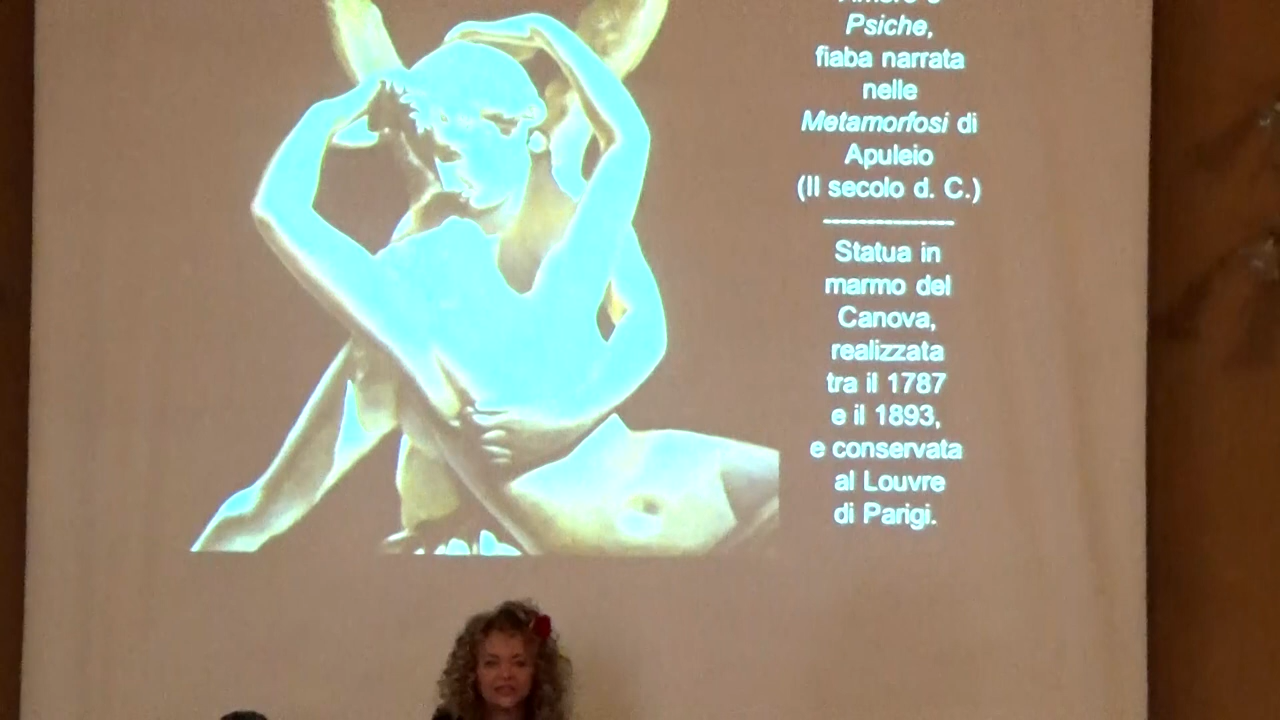 Psiche,
fiaba narrata
nelle
Metamorfosi di
Apuleio
(II secolo d. C.)
---------------
Statua in
marmo del
Canova,
realizzata
tra il 1787
e il 1893,
e conservata
al Louvre
di Parigi.